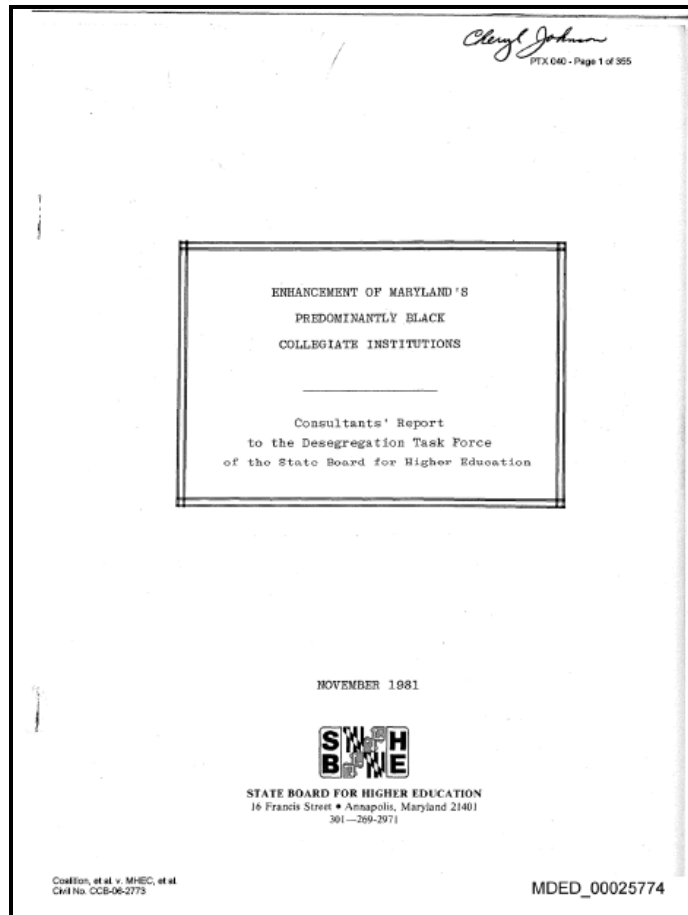 Cheryl Johnson
PTX 040 - Page 1 of 355
ENHANCEMENT OF MARYLAND'S
PREDOMINANTLY BLACK
COLLEGIATE INSTITUTIONS
Consultants' Report
to the Desegregation Task Force
of the State Board for Higher Education
NOVEMBER 1981
S H
B E
STATE BOARD FOR HIGHER EDUCATION
16 Francis Street • Annapolis, Maryland 21401
301—269-2971
Coalition, et al. v. MHEC, et al.
Civil No. CCB-06-2773
MDED_00025774